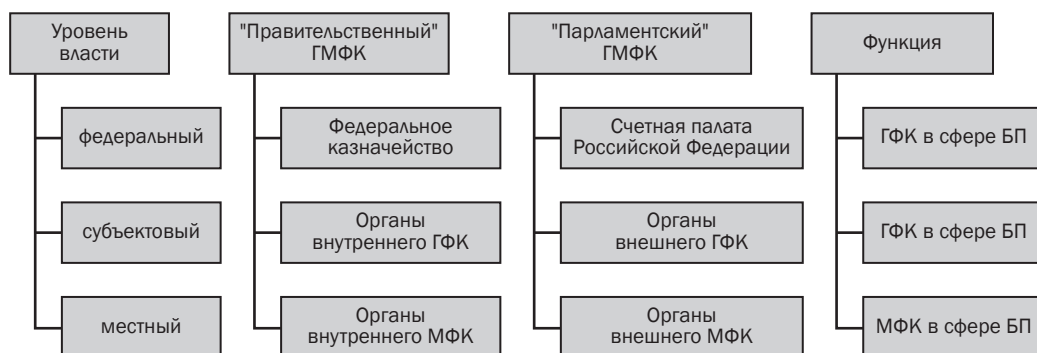 Уровень
власти
"Правительственный"
ГМФК
"Парламентский"
ГМФК
Функция
федеральный
Федеральное
казначейство
Счетная палата
Российской Федерации
ГФК в сфере БП
субъектовый
Органы
внутреннего ГФК
Органы
внешнего ГФК
ГФК в сфере БП
местный
Органы
внутреннего МФК
Органы
внешнего МФК
МФК в сфере БП